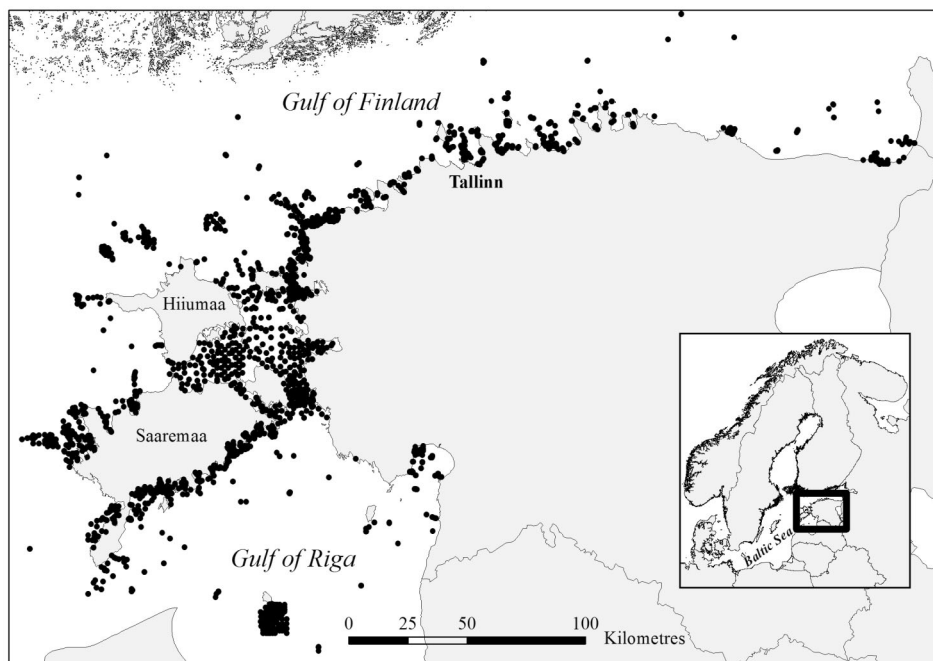 Gulf of Finland
Tallinn
Hiiumaa
Saaremaa
Baltic Sea
Gulf of Riga
0 25 50 100
Kilometres